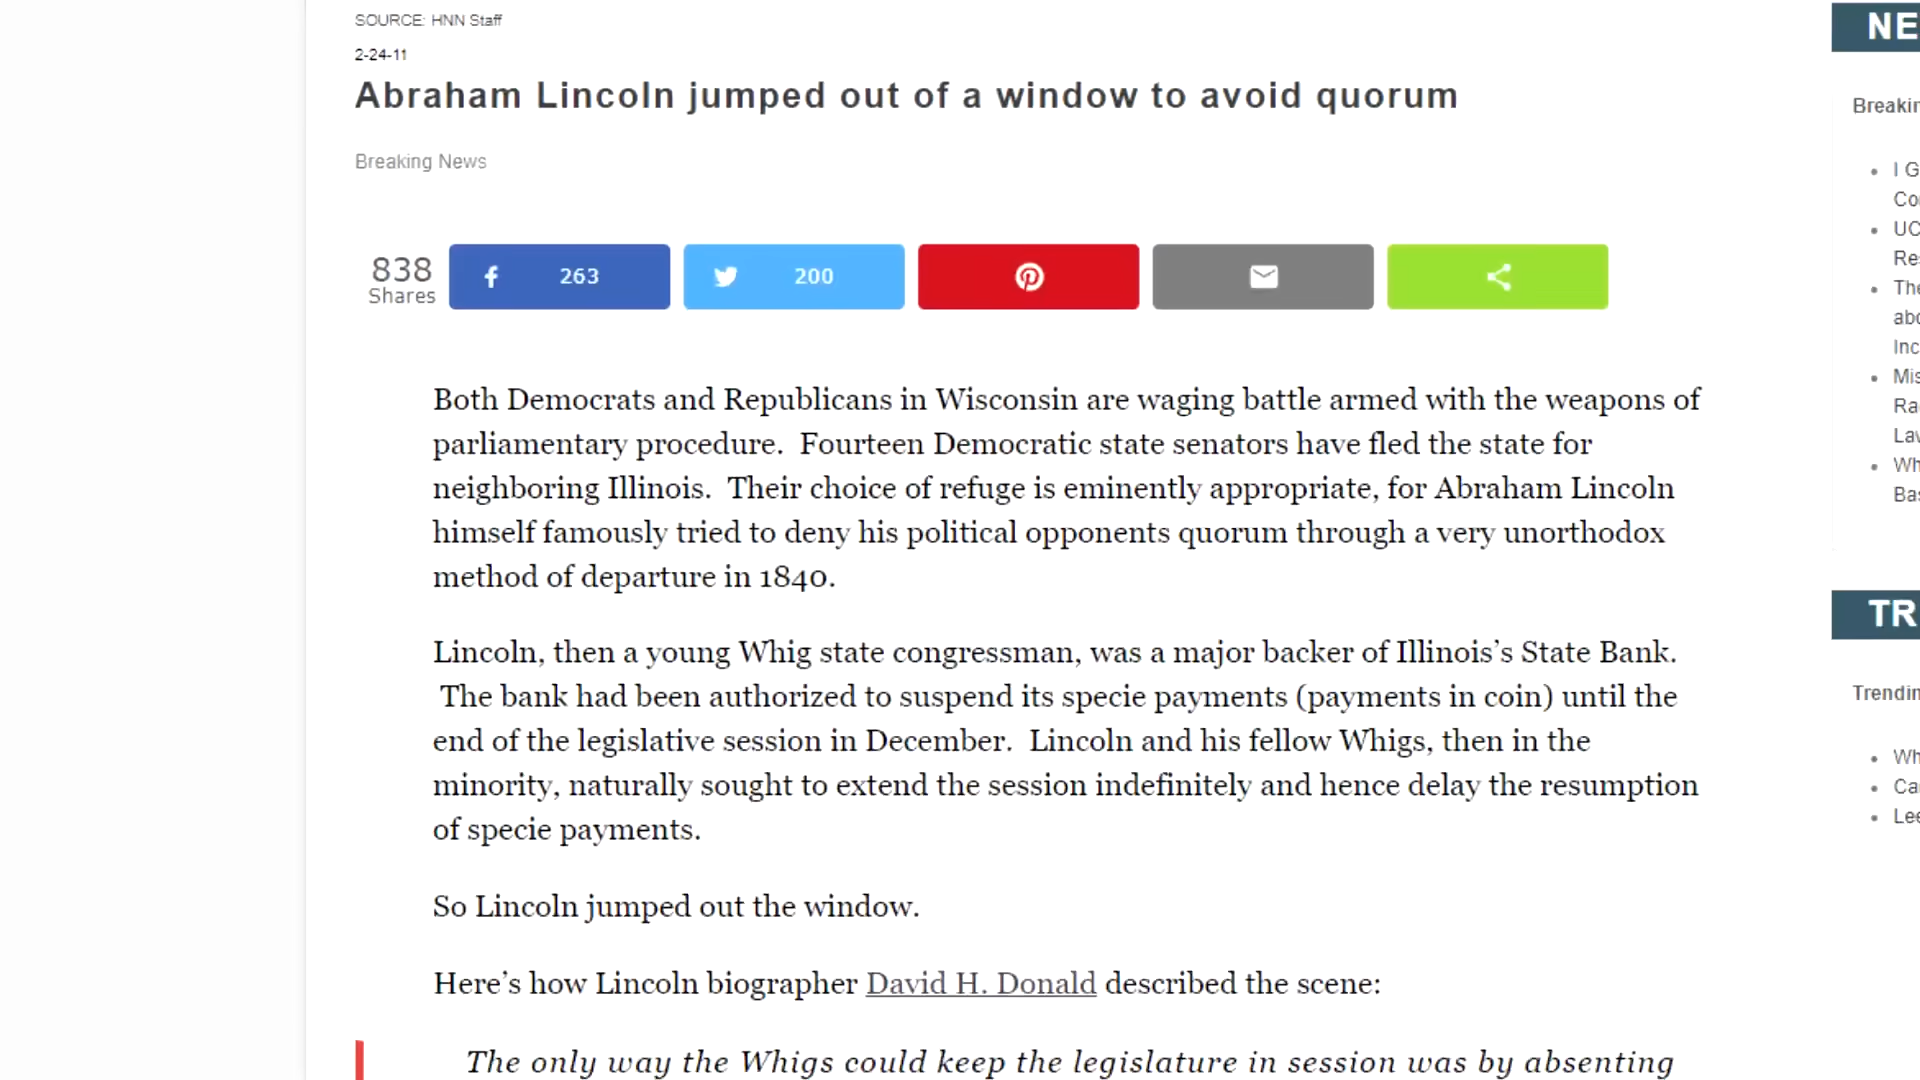 SOURCE: HNN Staff
2-24-11
Abraham Lincoln jumped out of a window to avoid quorum
Breaking News
838
Shares
263
200
Both Democrats and Republicans in Wisconsin are waging battle armed with the weapons of
parliamentary procedure.  Fourteen Democratic state senators have fled the state for
neighboring Illinois.  Their choice of refuge is eminently appropriate, for Abraham Lincoln
himself famously tried to deny his political opponents quorum through a very unorthodox
method of departure in 1840.
Lincoln, then a young Whig state congressman, was a major backer of Illinois’s State Bank.
The bank had been authorized to suspend its specie payments (payments in coin) until the
end of the legislative session in December.  Lincoln and his fellow Whigs, then in the
minority, naturally sought to extend the session indefinitely and hence delay the resumption
of specie payments.
So Lincoln jumped out the window.
Here’s how Lincoln biographer David H. Donald described the scene:
The only way the Whigs could keep the legislature in session was by absenting